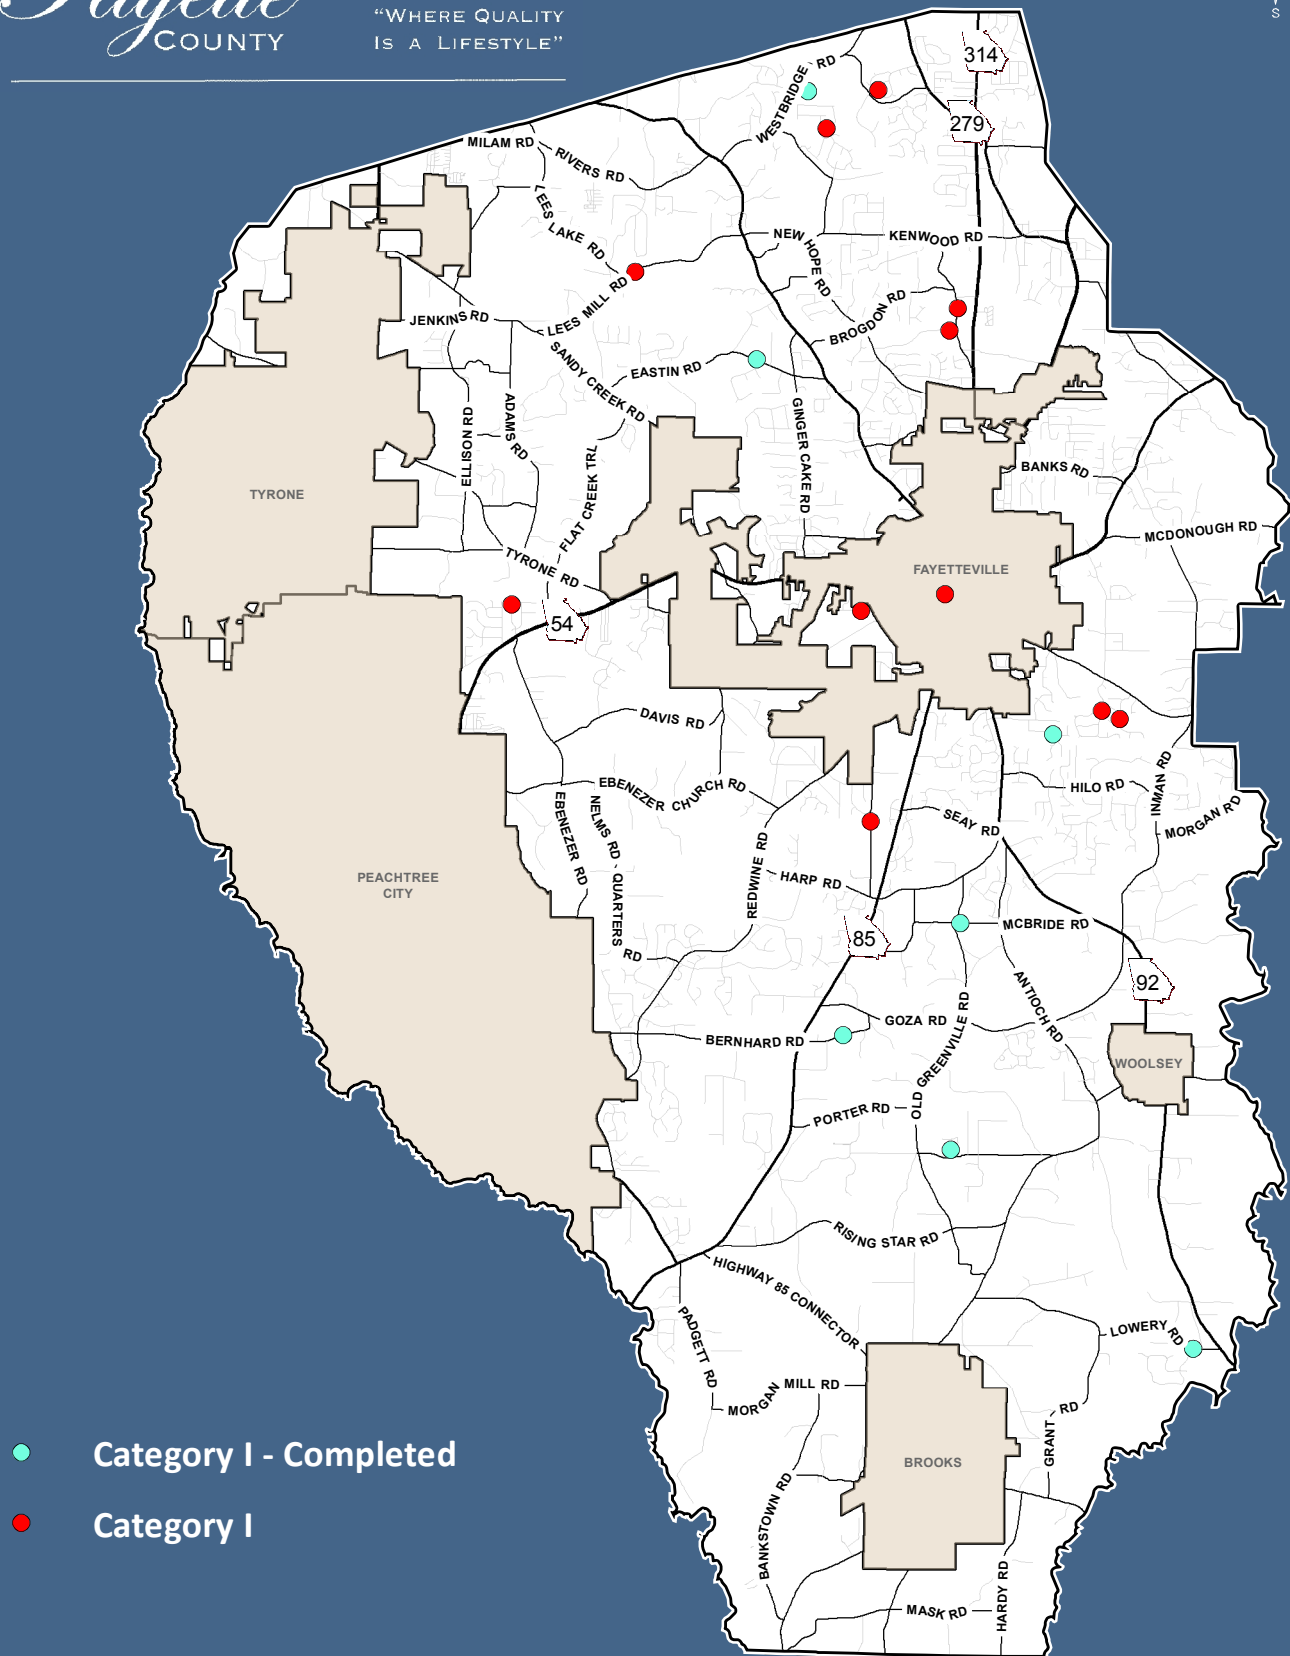 Fayette
COUNTY
“WHERE QUALITY
IS A LIFESTYLE”
S
314
279
WESTBRIDGE RD
MILAM RD
RIVERS RD
LEES LAKE RD
NEW HOPE RD
KENWOOD RD
LEES MILL RD
JENKINS RD
BROGDON RD
SANDY CREEK RD
EASTIN RD
GINGER CAKE RD
ELLISON RD
ADAMS RD
FLAT CREEK TRL
BANKS RD
TYRONE
MCDONOUGH RD
TYRONE RD
FAYETTEVILLE
54
DAVIS RD
EBENEZER CHURCH RD
HILO RD
INMAN RD
MORGAN RD
EBENEZER RD
NELMS RD
QUARTERS RD
SEAY RD
REDWINE RD
HARP RD
PEACHTREE
CITY
85
MCBRIDE RD
92
ANTIOCH RD
GOZA RD
OLD GREENVILLE RD
BERNHARD RD
WOOLSEY
PORTER RD
RISING STAR RD
HIGHWAY 85 CONNECTOR
PADGETT RD
LOWERY RD
MORGAN MILL RD
GRANT RD
BROOKS
BANKSTOWN RD
HARDY RD
MASK RD
Category I - Completed
Category I